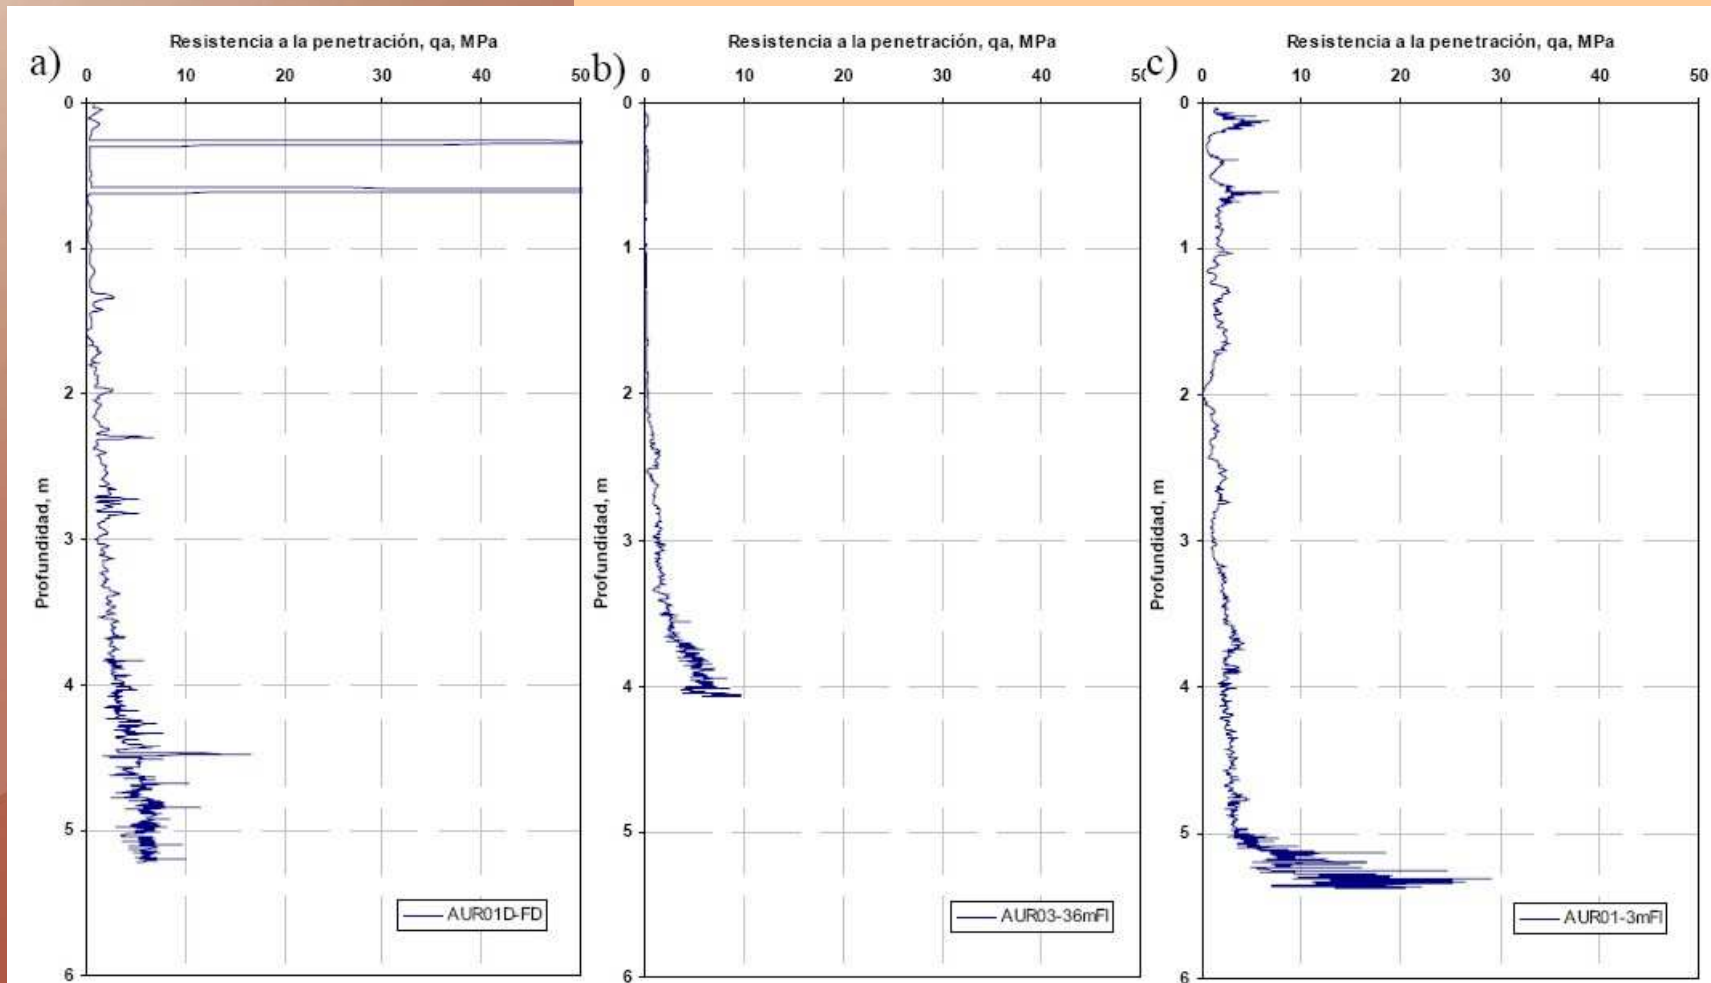 a)
Resistencia a la penetración, qa, MPa
0 10 20 30 40 50
0
1
2
3
4
5
6
Profundidad, m
AUR01D-FD
b)
Resistencia a la penetración, qa, MPa
0 10 20 30 40 5(
0
1
2
3
4
5
6
Profundidad, m
AUR03-36mFI
c)
Resistencia a la penetración, qa, MPa
0 10 20 30 40 50
0
1
2
3
4
5
6
Profundidad, m
AUR01-3mFI